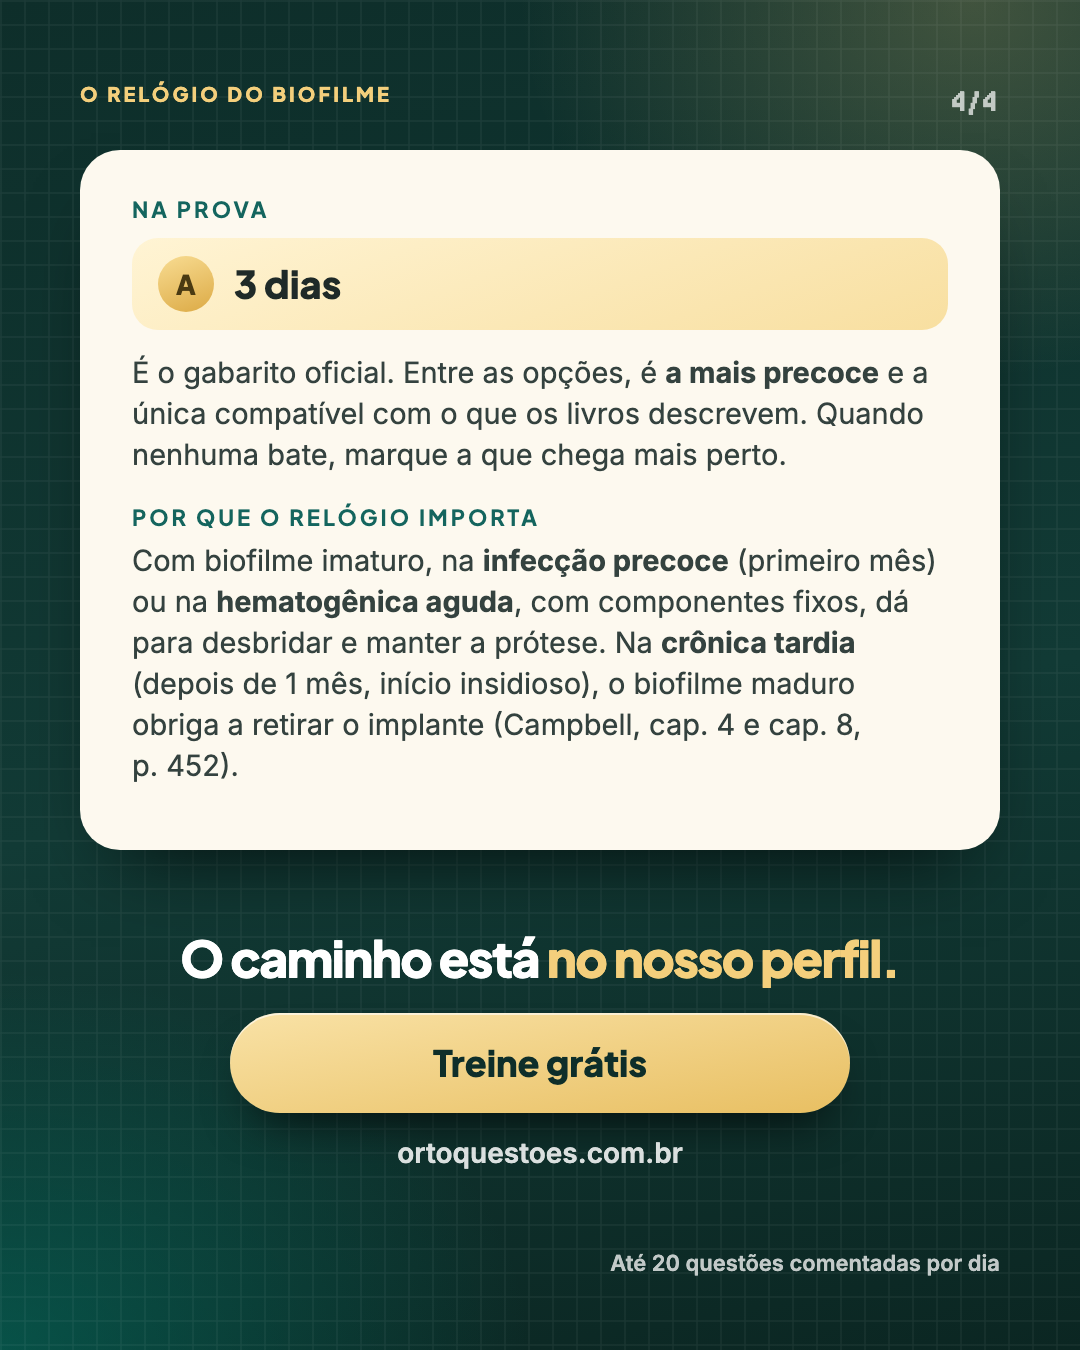 O RELÓGIO DO BIOFILME
4/4
NA PROVA
A 3 dias
É o gabarito oficial. Entre as opções, é a mais precoce e a
única compatível com o que os livros descrevem. Quando
nenhuma bate, marque a que chega mais perto.
POR QUE O RELÓGIO IMPORTA
Com biofilme imaturo, na infecção precoce (primeiro mês)
ou na hematogênica aguda, com componentes fixos, dá
para desbridar e manter a prótese. Na crônica tardia
(depois de 1 mês, início insidioso), o biofilme maduro
obriga a retirar o implante (Campbell, cap. 4 e cap. 8,
p. 452).
O caminho está no nosso perfil.
Treine grátis
ortoquestoes.com.br
Até 20 questões comentadas por dia